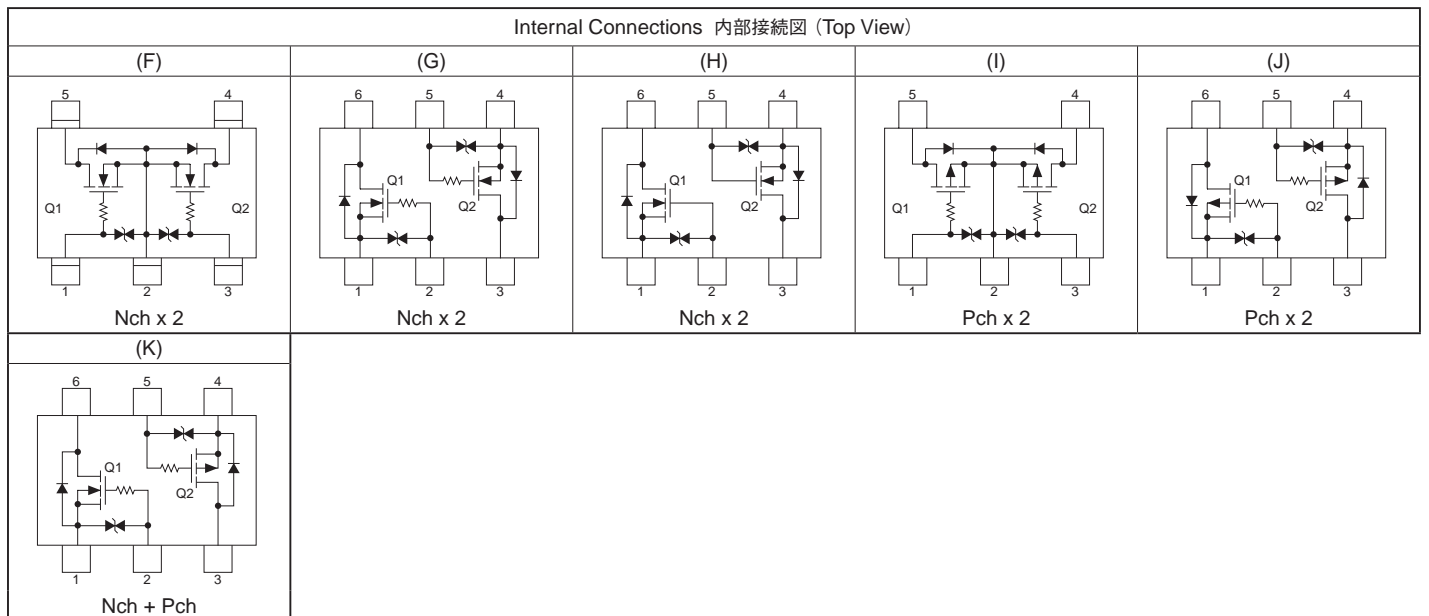 Internal Connections 内部接続図（Top View）
(F) (G) (H) (I) (J)
5 4
Q1 Q2
1 2 3
Nch x 2
6 5 4
Q1
Q2
1 2 3
Nch x 2
6 5 4
Q1
Q2
1 2 3
Nch x 2
5 4
Q1 Q2
1 2 3
Pch x 2
6 5 4
Q1
Q2
1 2 3
Pch x 2
(K)
6 5 4
Q1
Q2
1 2 3
Nch + Pch